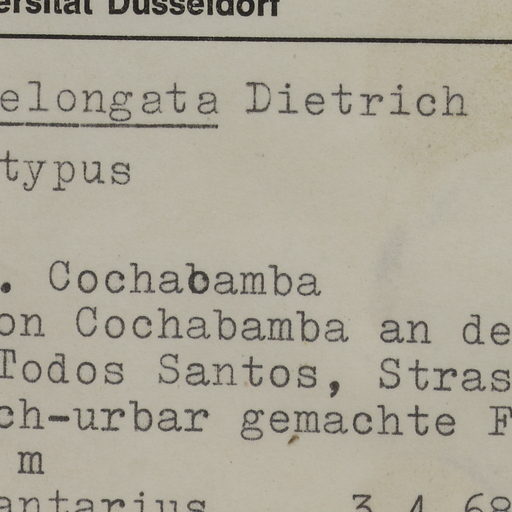 ersität Düsseldorf
elongata Dietrich
typus
. Cochabamba
on Cochabamba an de
Todos Santos, Stras
ch-urbar gemachte F
m
antarius 3.4.68